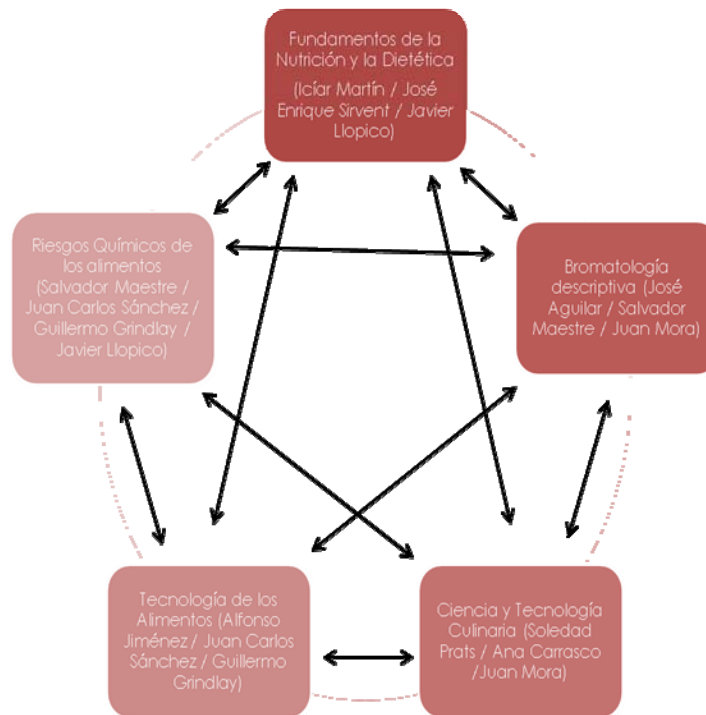 Fundamentos de la
Nutrición y la Dietética
(Icíar Martín / José
Enrique Sirvent / Javier
Llopico)
Riesgos Químicos de
los alimentos
(Salvador Maestre /
Juan Carlos Sánchez /
Guillermo Grindlay /
Javier Llopico)
Bromatología
descriptiva (José
Aguilar / Salvador
Maestre / Juan Mora)
Tecnología de los
Alimentos (Alfonso
Jiménez / Juan Carlos
Sánchez / Guillermo
Grindlay)
Ciencia y Tecnología
Culinaria (Soledad
Prats / Ana Carrasco
/Juan Mora)